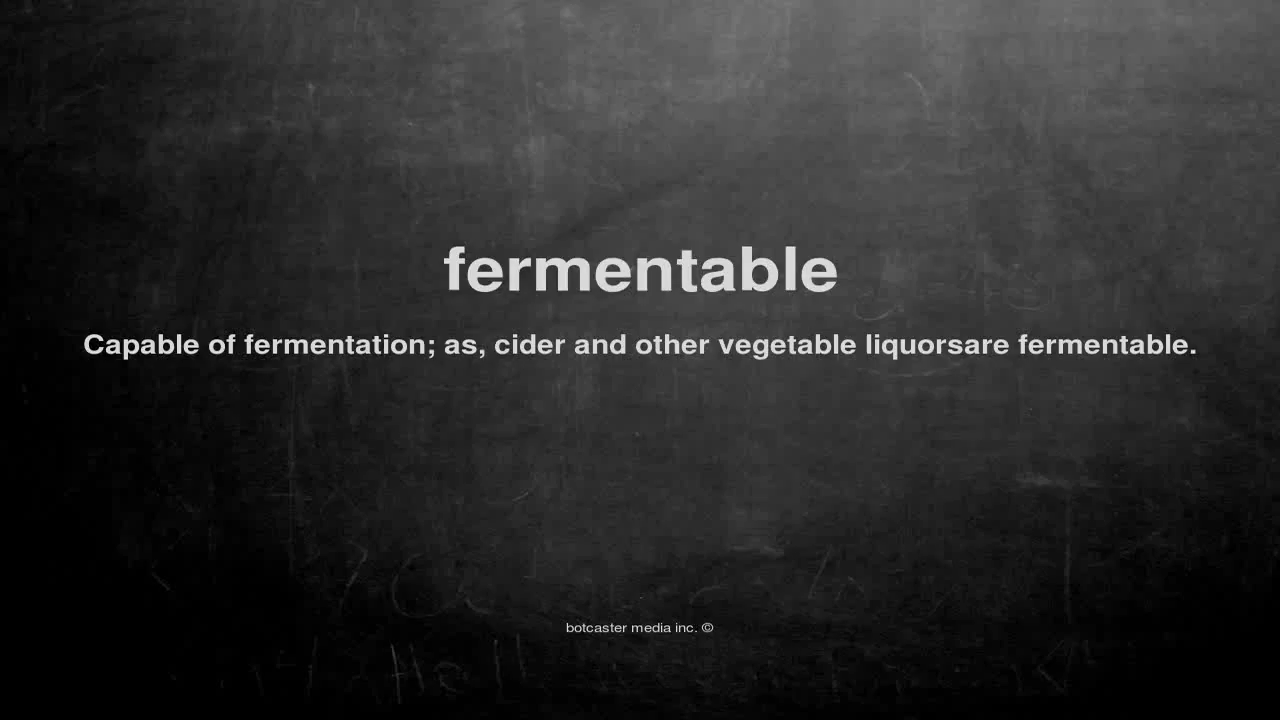 fermentable
Capable of fermentation; as, cider and other vegetable liquorsare fermentable.
botcaster media inc. ©